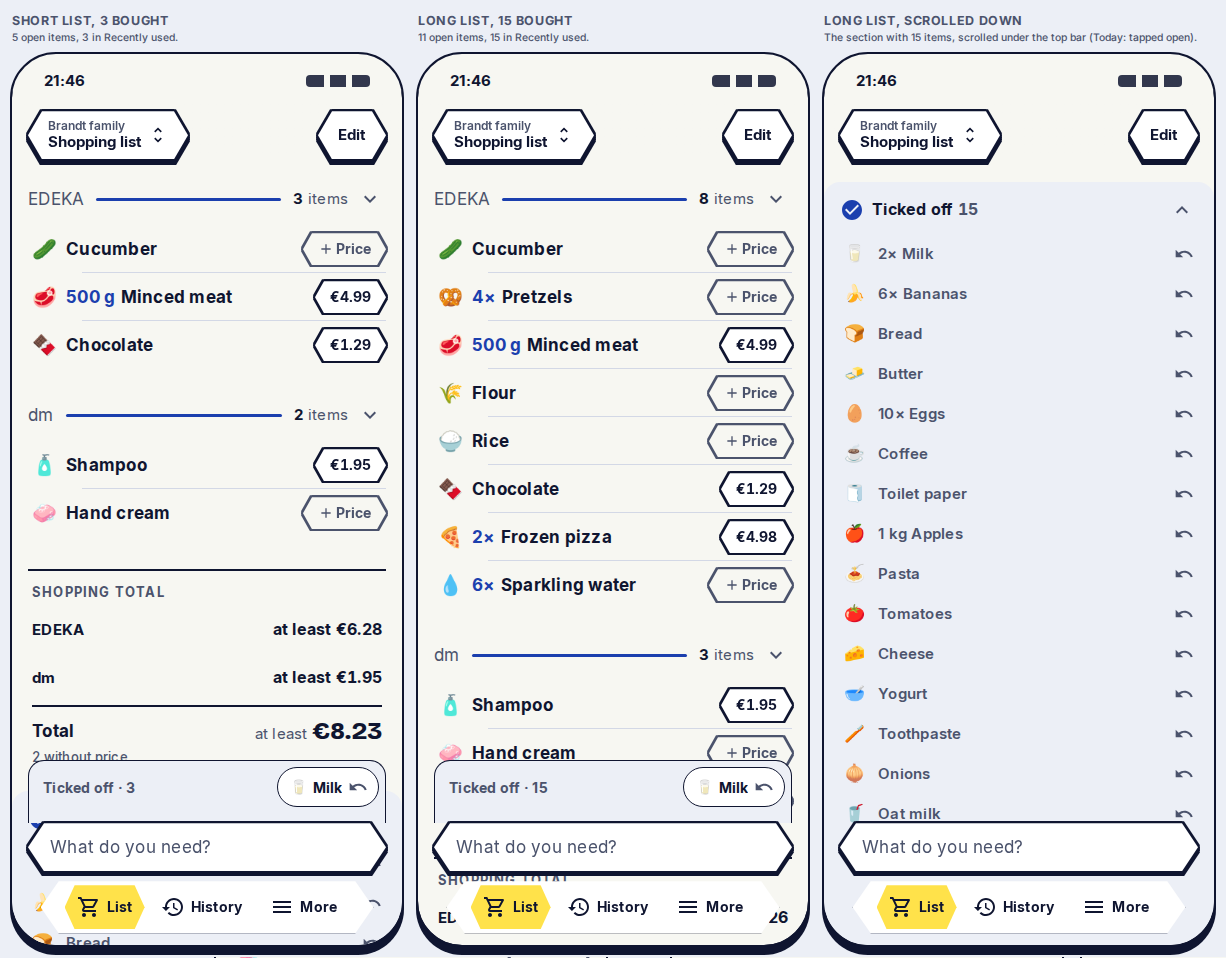 SHORT LIST, 3 BOUGHT
5 open items, 3 in Recently used.
21:46
Brandt family
Shopping list
Edit
EDEKA 3 items
Cucumber + Price
500 g Minced meat €4.99
Chocolate €1.29
dm 2 items
Shampoo €1.95
Hand cream + Price
SHOPPING TOTAL
EDEKA at least €6.28
dm at least €1.95
Total at least €8.23
2 without price
Ticked off · 3 Milk
What do you need?
List History More
Bread
LONG LIST, 15 BOUGHT
11 open items, 15 in Recently used.
21:46
Brandt family
Shopping list
Edit
EDEKA 8 items
Cucumber + Price
4× Pretzels + Price
500 g Minced meat €4.99
Flour + Price
Rice + Price
Chocolate €1.29
2× Frozen pizza €4.98
6× Sparkling water + Price
dm 3 items
Shampoo €1.95
Hand cream + Price
Ticked off · 15 Milk
What do you need?
SHOPPING TOTAL
List History More
LONG LIST, SCROLLED DOWN
The section with 15 items, scrolled under the top bar (Today: tapped open).
21:46
Brandt family
Shopping list
Edit
Ticked off 15
2× Milk
6× Bananas
Bread
Butter
10× Eggs
Coffee
Toilet paper
1 kg Apples
Pasta
Tomatoes
Cheese
Yogurt
Toothpaste
Onions
Oat milk
What do you need?
List History More